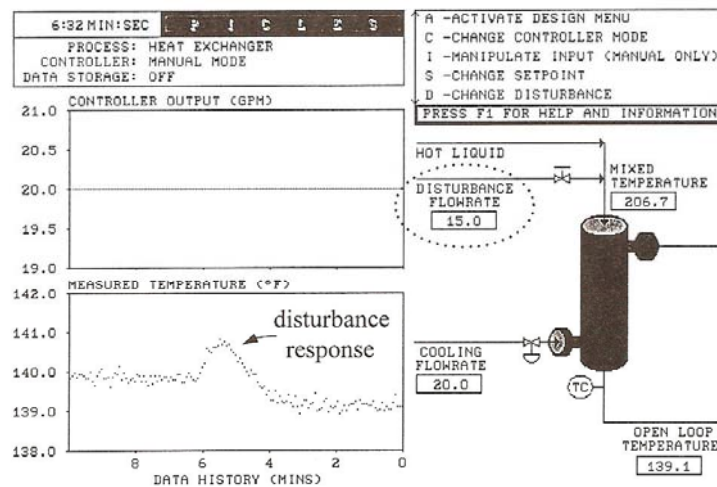 6:32 MIN:SEC P I C L E S
PROCESS: HEAT EXCHANGER
CONTROLLER: MANUAL MODE
DATA STORAGE: OFF
A -ACTIVATE DESIGN MENU
C -CHANGE CONTROLLER MODE
I -MANIPULATE INPUT (MANUAL ONLY)
S -CHANGE SETPOINT
D -CHANGE DISTURBANCE
PRESS F1 FOR HELP AND INFORMATION
CONTROLLER OUTPUT (GPM)
21.0
20.5
20.0
19.5
19.0
MEASURED TEMPERATURE (°F)
142.0
141.0
140.0
139.0
138.0
disturbance
response
8 6 4 2 0
DATA HISTORY (MINS)
HOT LIQUID
DISTURBANCE
FLOWRATE
15.0
MIXED
TEMPERATURE
206.7
COOLING
FLOWRATE
20.0
TC
OPEN LOOP
TEMPERATURE
139.1